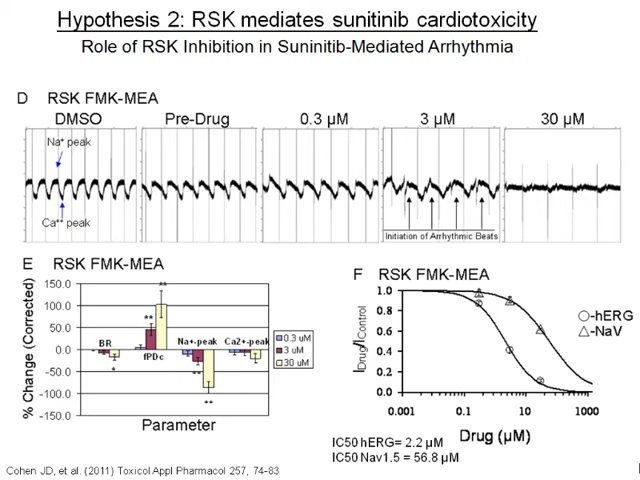 Hypothesis 2: RSK mediates sunitinib cardiotoxicity
Role of RSK Inhibition in Suninitib-Mediated Arrhythmia
D RSK FMK-MEA
DMSO Pre-Drug 0.3 µM 3 µM 30 µM
Na⁺ peak
Ca⁺⁺ peak
Initiation of Arrhythmic Beats
E RSK FMK-MEA
% Change (Corrected)
150.0
100.0
50.0
0.0
-50.0
-100.0
-150.0
BR
fPDc
Na+-peak
Ca2+-peak
*
**
**
**
**
0.3 uM
3 uM
30 uM
Parameter
F RSK FMK-MEA
IDrug/IControl
1.0
0.8
0.6
0.4
0.2
0.0
-hERG
-NaV
0.001 0.1 10 1000
Drug (µM)
IC50 hERG= 2.2 µM
IC50 Nav1.5 = 56.8 µM
Cohen JD, et al. (2011) Toxicol Appl Pharmacol 257, 74-83